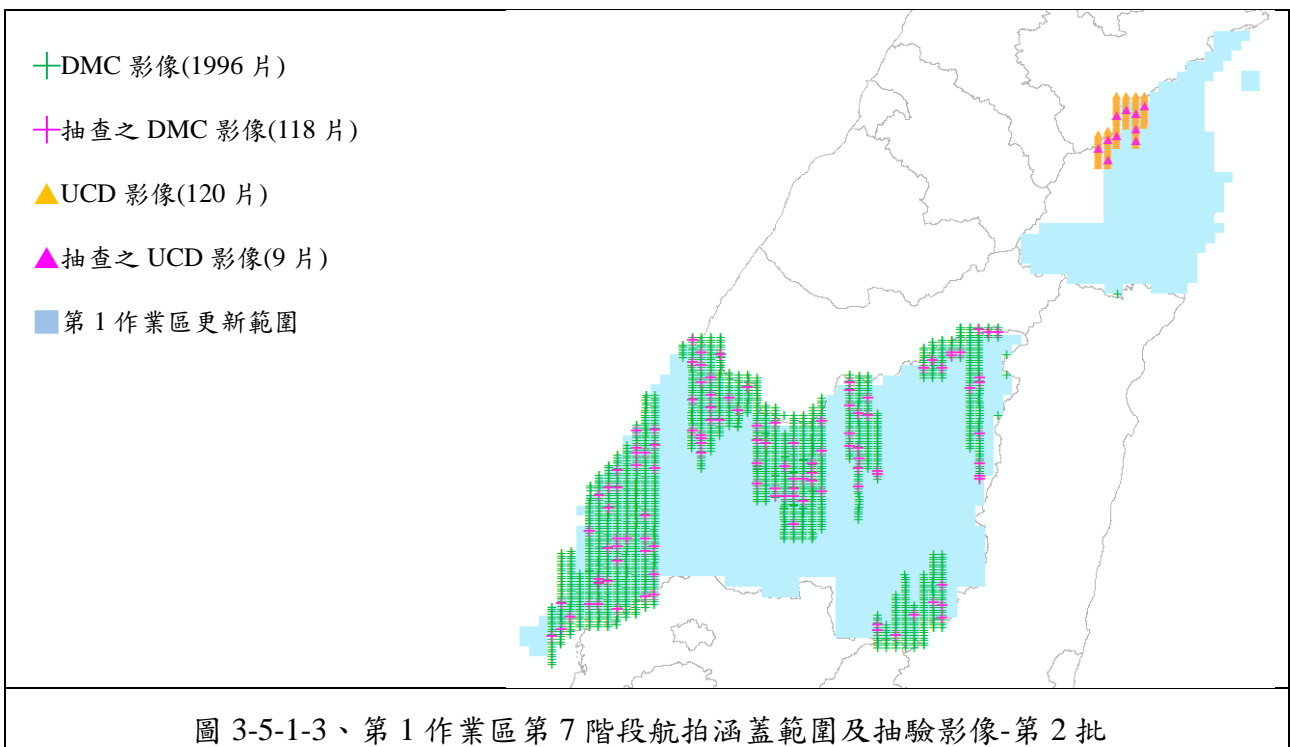 DMC 影像(1996 片)
抽查之 DMC 影像(118 片)
UCD 影像(120 片)
抽查之 UCD 影像(9 片)
第 1 作業區更新範圍
圖 3-5-1-3、第 1 作業區第 7 階段航拍涵蓋範圍及抽驗影像-第 2 批